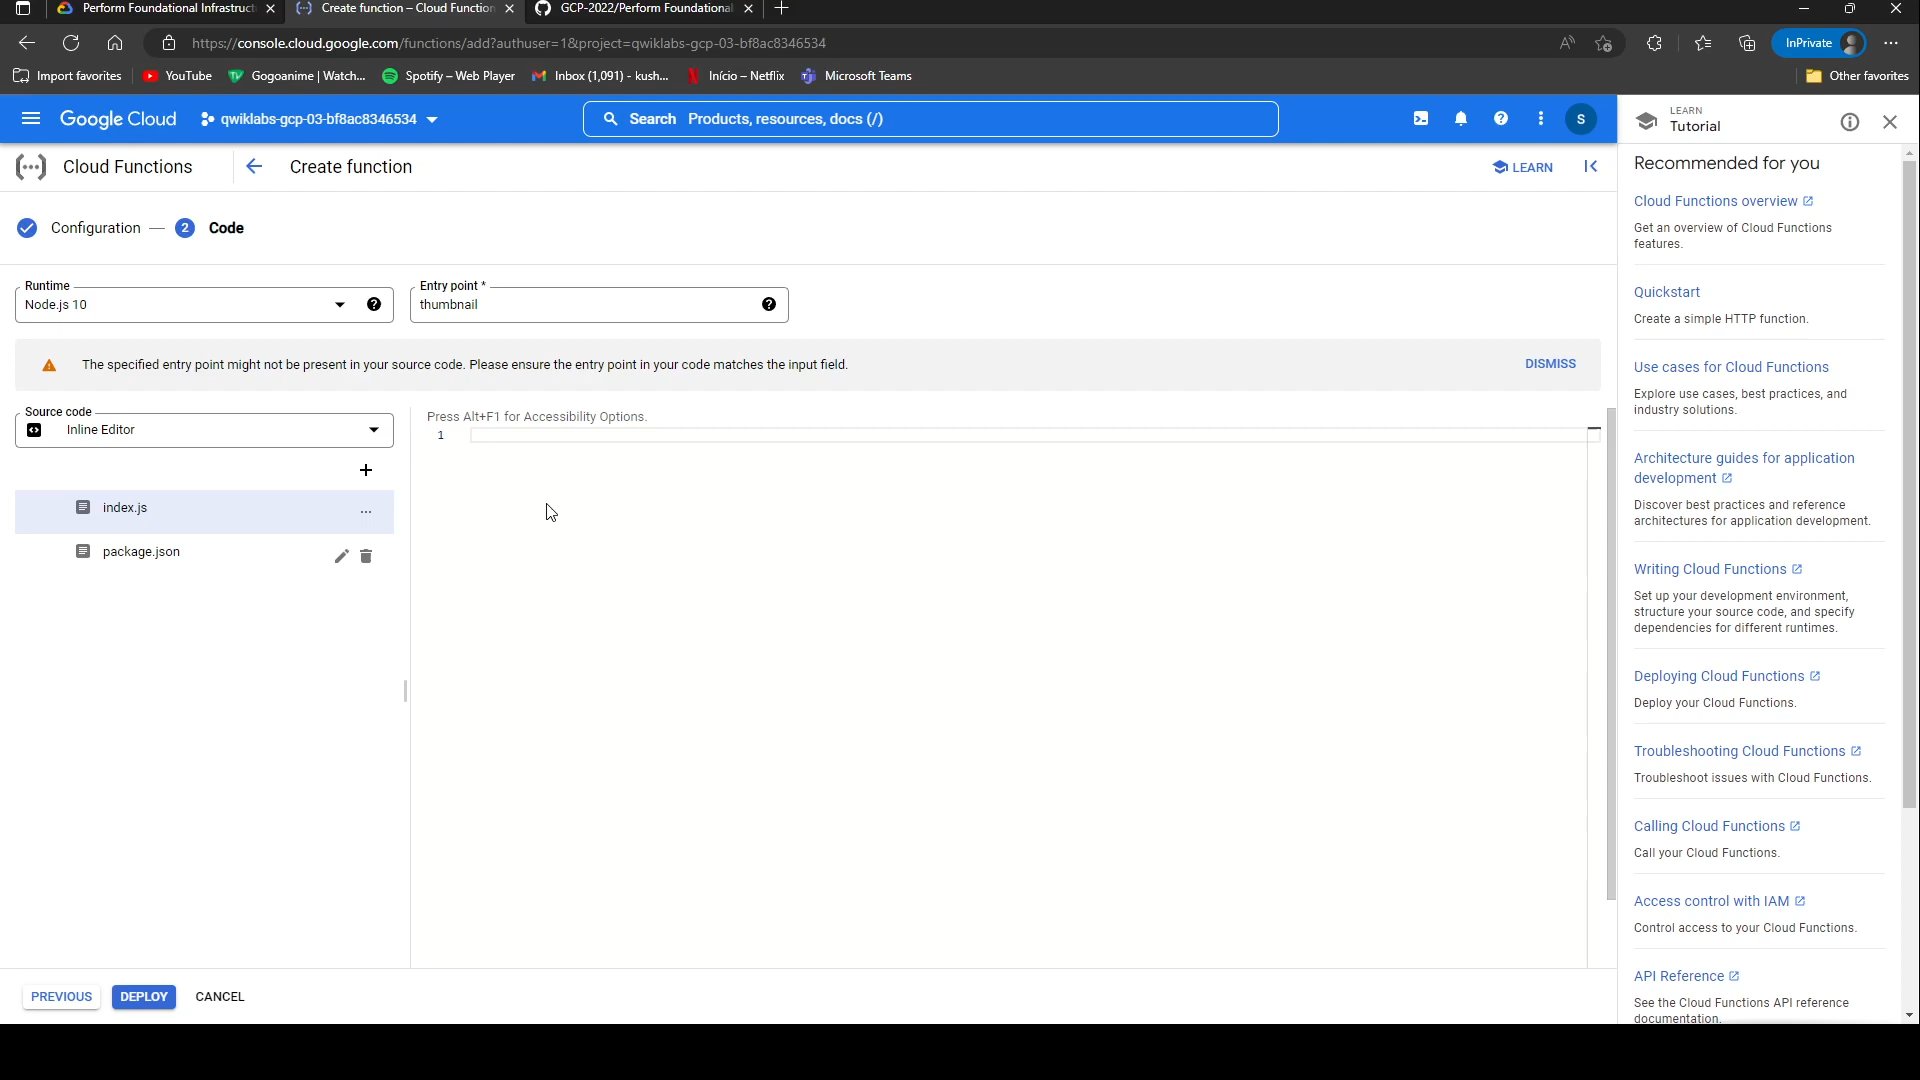 Perform Foundational Infrastruct
Create function – Cloud Function
GCP-2022/Perform Foundational
https://console.cloud.google.com/functions/add?authuser=1&project=qwiklabs-gcp-03-bf8ac8346534
InPrivate
Import favorites
YouTube
Gogoanime | Watch...
Spotify – Web Player
Inbox (1,091) - kush...
Início – Netflix
Microsoft Teams
Other favorites
Google Cloud
qwiklabs-gcp-03-bf8ac8346534
Search Products, resources, docs (/)
S
LEARN
Tutorial
Cloud Functions
Create function
LEARN
Configuration
2 Code
Runtime
Node.js 10
Entry point *
thumbnail
The specified entry point might not be present in your source code. Please ensure the entry point in your code matches the input field.
DISMISS
Source code
Inline Editor
Press Alt+F1 for Accessibility Options.
1
index.js
...
package.json
PREVIOUS
DEPLOY
CANCEL
Recommended for you
Cloud Functions overview
Get an overview of Cloud Functions
features.
Quickstart
Create a simple HTTP function.
Use cases for Cloud Functions
Explore use cases, best practices, and
industry solutions.
Architecture guides for application
development
Discover best practices and reference
architectures for application development.
Writing Cloud Functions
Set up your development environment,
structure your source code, and specify
dependencies for different runtimes.
Deploying Cloud Functions
Deploy your Cloud Functions.
Troubleshooting Cloud Functions
Troubleshoot issues with Cloud Functions.
Calling Cloud Functions
Call your Cloud Functions.
Access control with IAM
Control access to your Cloud Functions.
API Reference
See the Cloud Functions API reference
documentation.